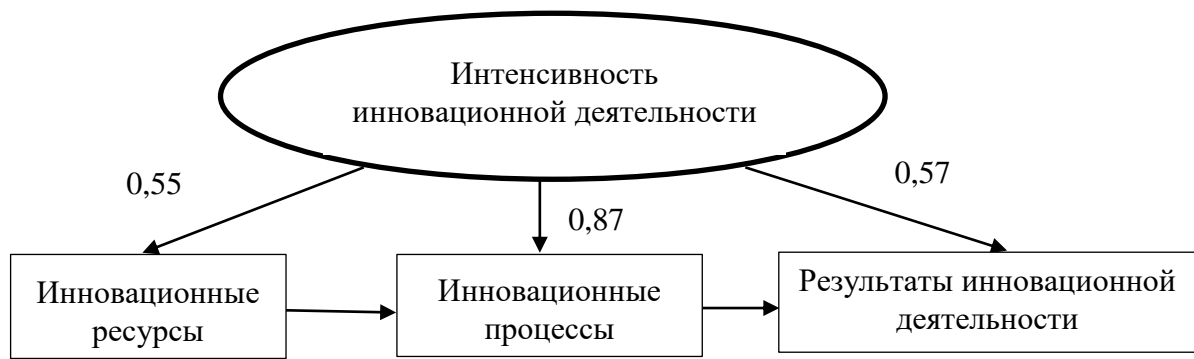 Интенсивность
инновационной деятельности
0,55
0,87
0,57
Инновационные
ресурсы
Инновационные
процессы
Результаты инновационной
деятельности